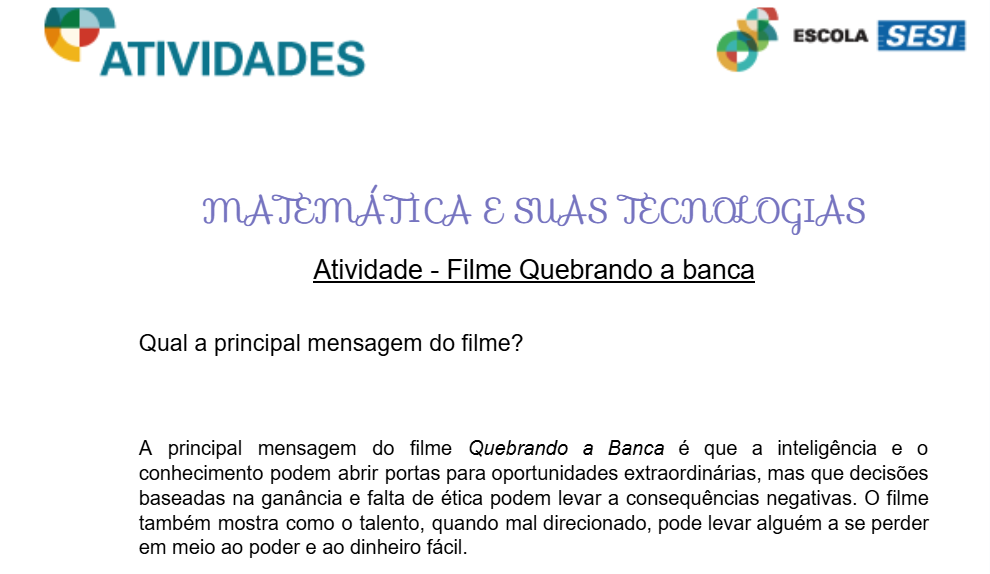 ATIVIDADES
ESCOLA SESI
MATEMÁTICA E SUAS TECNOLOGIAS
Atividade - Filme Quebrando a banca
Qual a principal mensagem do filme?
A principal mensagem do filme Quebrando a Banca é que a inteligência e o
conhecimento podem abrir portas para oportunidades extraordinárias, mas que decisões
baseadas na ganância e falta de ética podem levar a consequências negativas. O filme
também mostra como o talento, quando mal direcionado, pode levar alguém a se perder
em meio ao poder e ao dinheiro fácil.